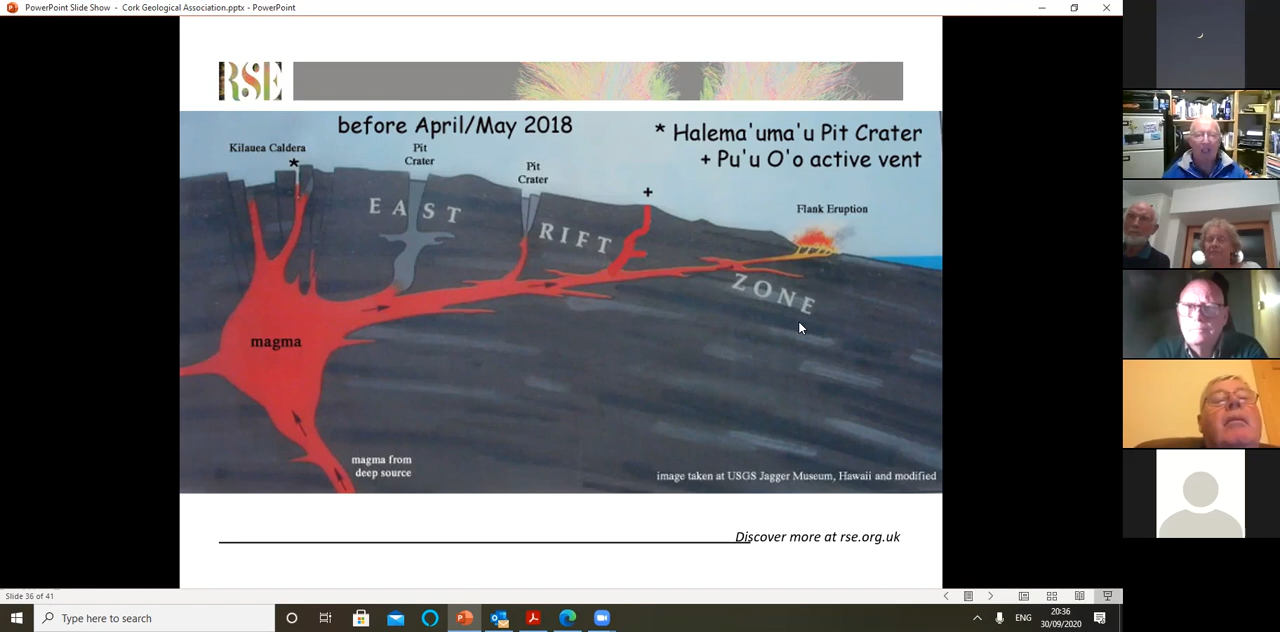 PowerPoint Slide Show - Cork Geological Association.pptx - PowerPoint
RSE
before April/May 2018
* Halema'uma'u Pit Crater
+ Pu'u O'o active vent
Kilauea Caldera
*
Pit
Crater
Pit
Crater
+
Flank Eruption
EAST
RIFT
ZONE
magma
magma from
deep source
image taken at USGS Jagger Museum, Hawaii and modified
Discover more at rse.org.uk
Slide 36 of 41
Type here to search
ENG
20:36
30/09/2020